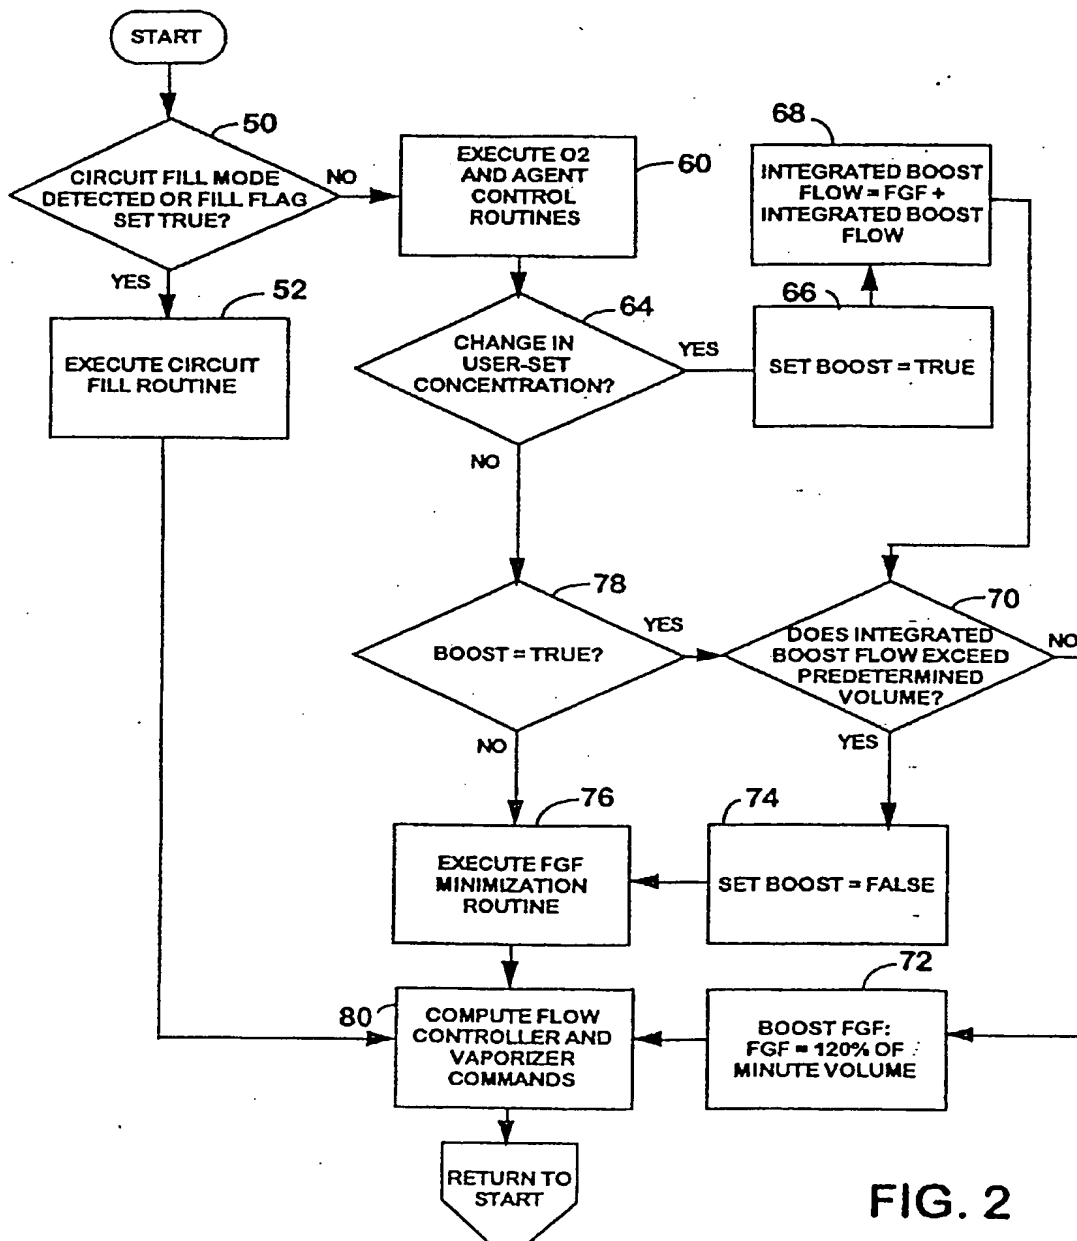 START
50
CIRCUIT FILL MODE
DETECTED OR FILL FLAG
SET TRUE?
NO
YES
52
EXECUTE CIRCUIT
FILL ROUTINE
EXECUTE O2
AND AGENT
CONTROL
ROUTINES
60
64
CHANGE IN
USER-SET
CONCENTRATION?
YES
NO
66
SET BOOST = TRUE
68
INTEGRATED BOOST
FLOW = FGF +
INTEGRATED BOOST
FLOW
78
BOOST = TRUE?
YES
NO
70
DOES INTEGRATED
BOOST FLOW EXCEED
PREDETERMINED
VOLUME?
NO
YES
76
EXECUTE FGF
MINIMIZATION
ROUTINE
74
SET BOOST = FALSE
72
BOOST FGF:
FGF = 120% OF
MINUTE VOLUME
80
COMPUTE FLOW
CONTROLLER AND
VAPORIZER
COMMANDS
RETURN TO
START
FIG. 2